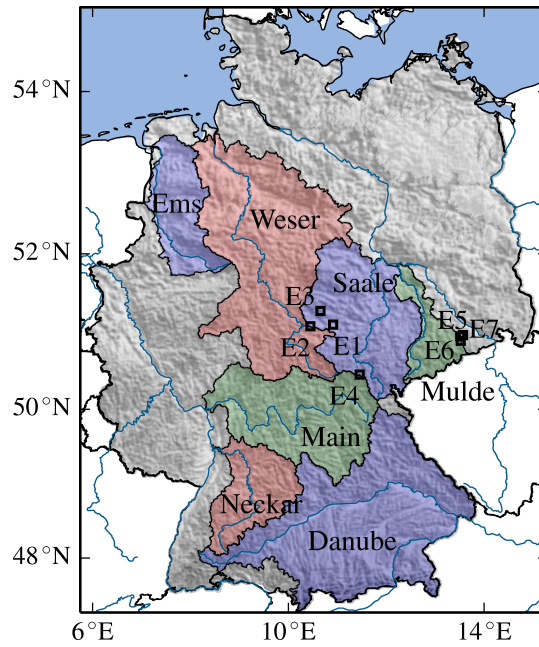 54°N
Ems
Weser
52°N
Saale
E3
E5
E7
E2
E1
E6
Mulde
50°N
E4
Main
Neckar
Danube
48°N
6°E
10°E
14°E